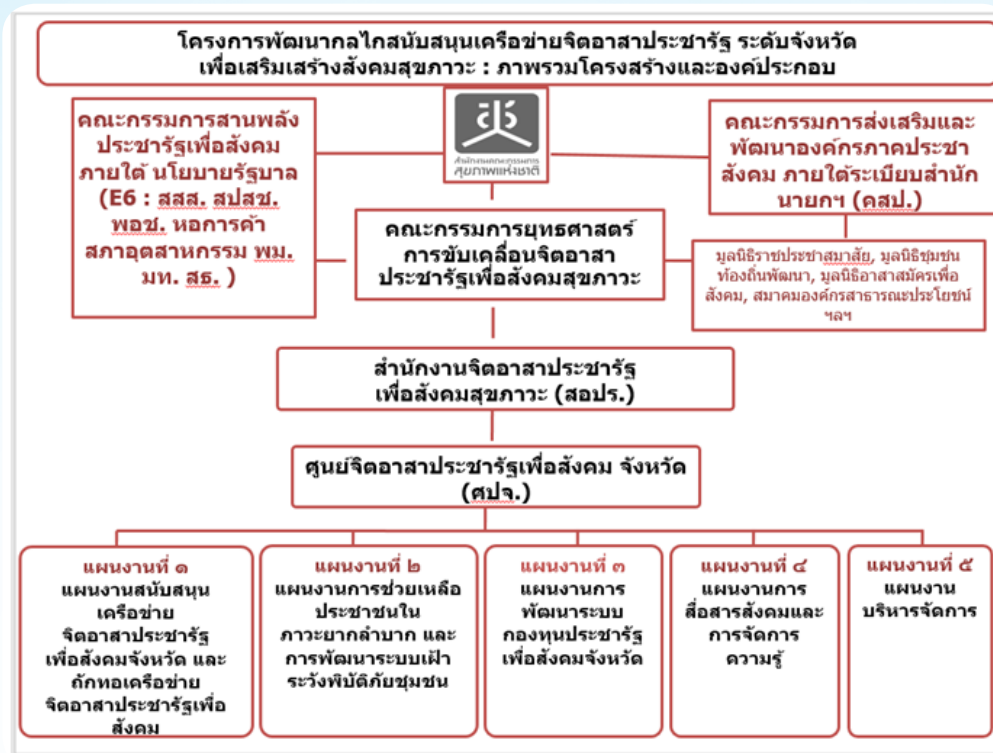 โครงการพัฒนากลไกสนับสนุนเครือข่ายจิตอาสาประชารัฐ ระดับจังหวัด
เพื่อเสริมเสร้างสังคมสุขภาวะ : ภาพรวมโครงสร้างและองค์ประกอบ
คณะกรรมการสานพลัง
ประชารัฐเพื่อสังคม
ภายใต้ นโยบายรัฐบาล
(E6 : สสส. สปสช.
พอช. หอการค้า
สภาอุตสาหกรรม พม.
มท. สธ. )
สำนักงานคณะกรรมการ
สุขภาพแห่งชาติ
คณะกรรมการส่งเสริมและ
พัฒนาองค์กรภาคประชา
สังคม ภายใต้ระเบียบสำนัก
นายกฯ (คสป.)
คณะกรรมการยุทธศาสตร์
การขับเคลื่อนจิตอาสา
ประชารัฐเพื่อสังคมสุขภาวะ
มูลนิธิราชประชาสมาสัย, มูลนิธิชุมชน
ท้องถิ่นพัฒนา, มูลนิธิอาสาสมัครเพื่อ
สังคม, สมาคมองค์กรสาธารณะประโยชน์
ฯลฯ
สำนักงานจิตอาสาประชารัฐ
เพื่อสังคมสุขภาวะ (สอปร.)
ศูนย์จิตอาสาประชารัฐเพื่อสังคม จังหวัด
(ศปจ.)
แผนงานที่ ๑
แผนงานสนับสนุน
เครือข่าย
จิตอาสาประชารัฐ
เพื่อสังคมจังหวัด และ
ถักทอเครือข่าย
จิตอาสาประชารัฐเพื่อ
สังคม
แผนงานที่ ๒
แผนงานการช่วยเหลือ
ประชาชนใน
ภาวะยากลำบาก และ
การพัฒนาระบบเฝ้า
ระวังพิบัติภัยชุมชน
แผนงานที่ ๓
แผนงานการ
พัฒนาระบบ
กองทุนประชารัฐ
เพื่อสังคมจังหวัด
แผนงานที่ ๔
แผนงานการ
สื่อสารสังคมและ
การจัดการ
ความรู้
แผนงานที่ ๕
แผนงาน
บริหารจัดการ